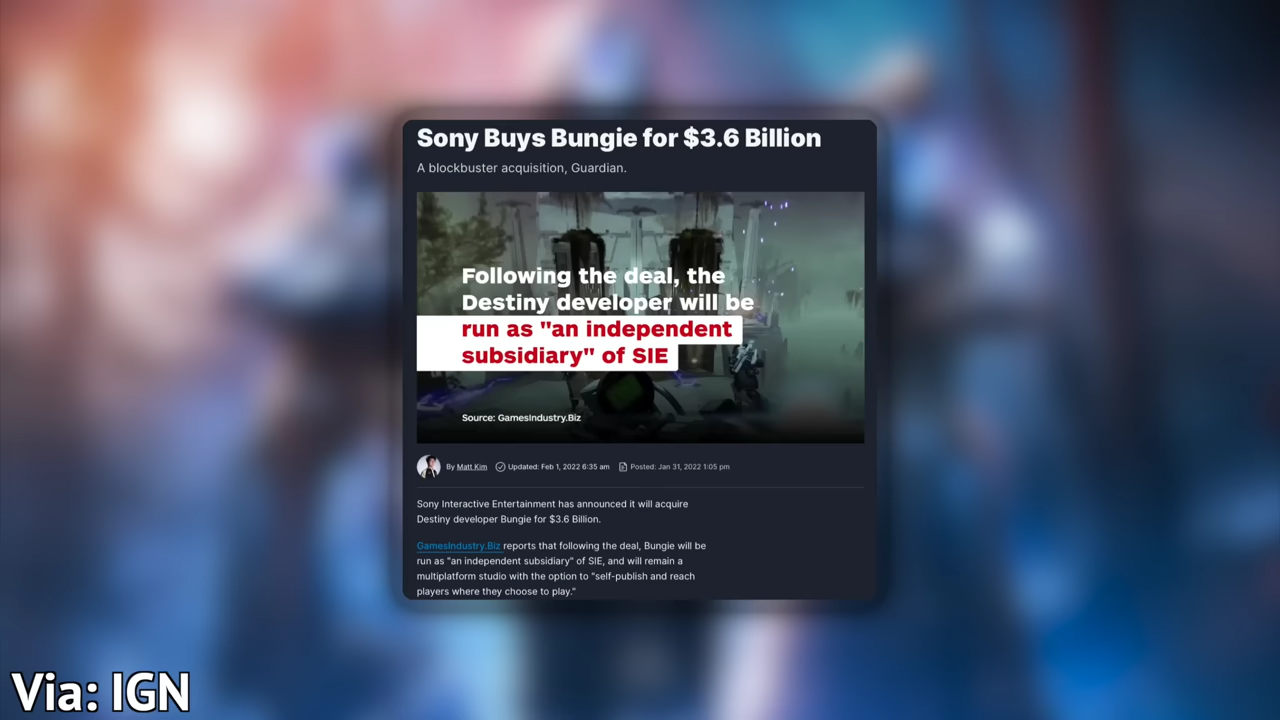 Sony Buys Bungie for $3.6 Billion
A blockbuster acquisition, Guardian.
Following the deal, the
Destiny developer will be
run as "an independent
subsidiary" of SIE
Source: GamesIndustry.Biz
By Matt Kim Updated: Feb 1, 2022 6:35 am Posted: Jan 31, 2022 1:05 pm
Sony Interactive Entertainment has announced it will acquire
Destiny developer Bungie for $3.6 Billion.
GamesIndustry.Biz reports that following the deal, Bungie will be
run as "an independent subsidiary" of SIE, and will remain a
multiplatform studio with the option to "self-publish and reach
players where they choose to play."
Via: IGN